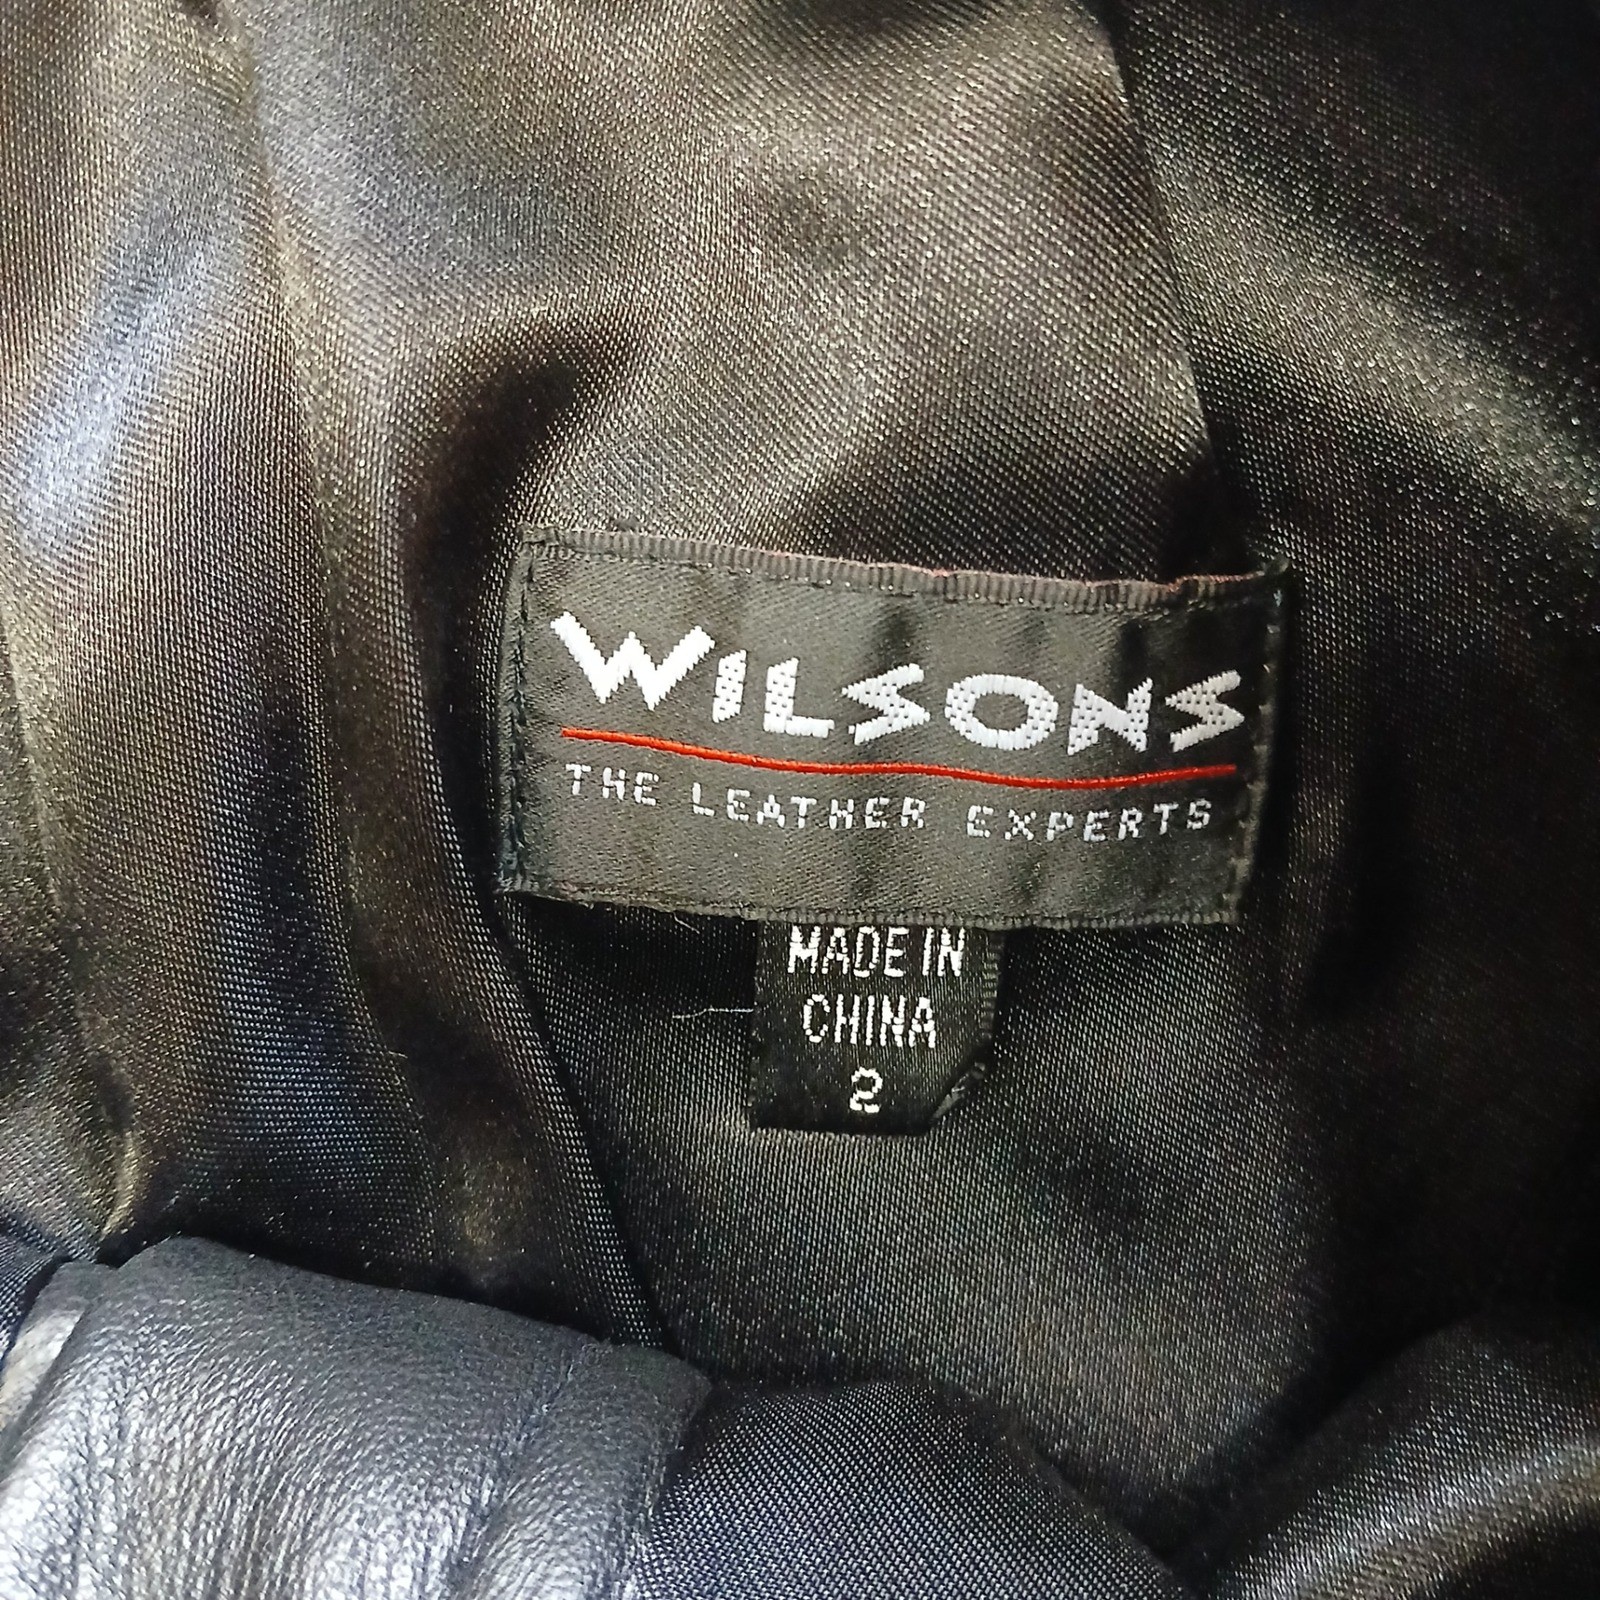 WILSONS
THE LEATHER EXPERTS
MADE IN
CHINA
2